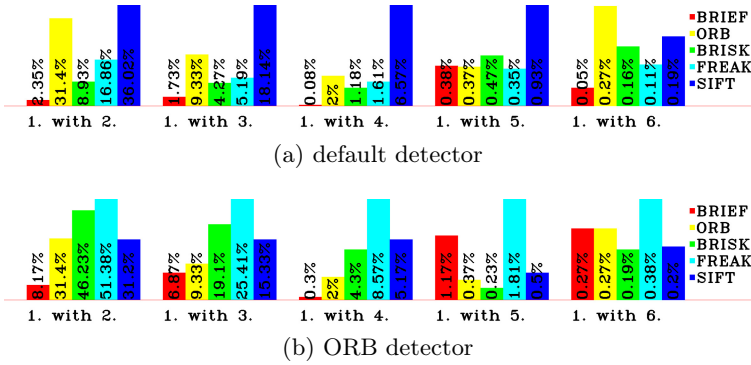 2.35% 31.4% 8.93% 16.86% 36.02%
1.73% 9.33% 4.27% 5.19% 18.14%
0.08% 2% 1.18% 1.61% 6.57%
0.38% 0.37% 0.47% 0.35% 0.93%
0.05% 0.27% 0.16% 0.11% 0.19%
BRIEF
ORB
BRISK
FREAK
SIFT
1. with 2. 1. with 3. 1. with 4. 1. with 5. 1. with 6.
(a) default detector
8.17% 31.4% 46.23% 51.38% 31.2%
6.87% 9.33% 19.1% 25.41% 15.33%
0.3% 2% 4.3% 8.57% 5.17%
1.17% 0.37% 0.23% 1.81% 0.5%
0.27% 0.27% 0.19% 0.38% 0.2%
BRIEF
ORB
BRISK
FREAK
SIFT
1. with 2. 1. with 3. 1. with 4. 1. with 5. 1. with 6.
(b) ORB detector